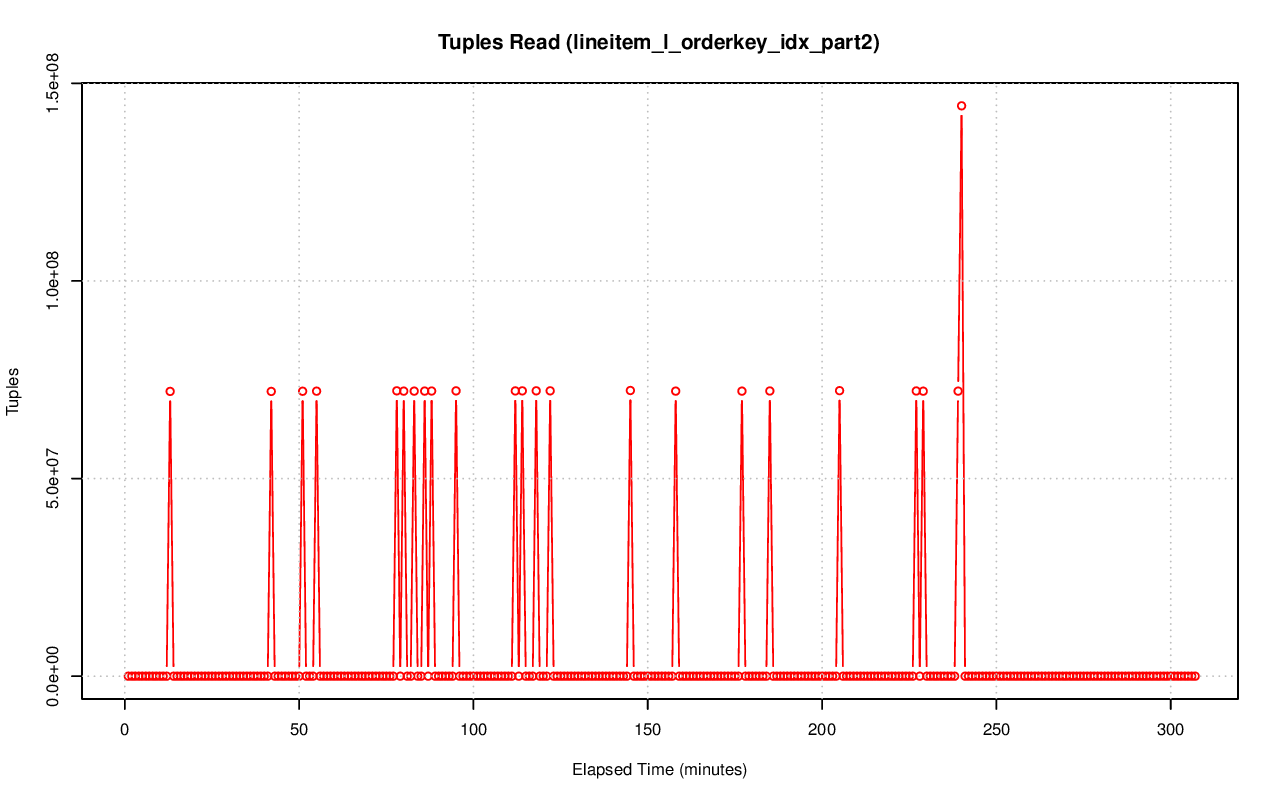 Tuples Read (lineitem_l_orderkey_idx_part2)
1.5e+08
1.0e+08
5.0e+07
0.0e+00
Tuples
0 50 100 150 200 250 300
Elapsed Time (minutes)